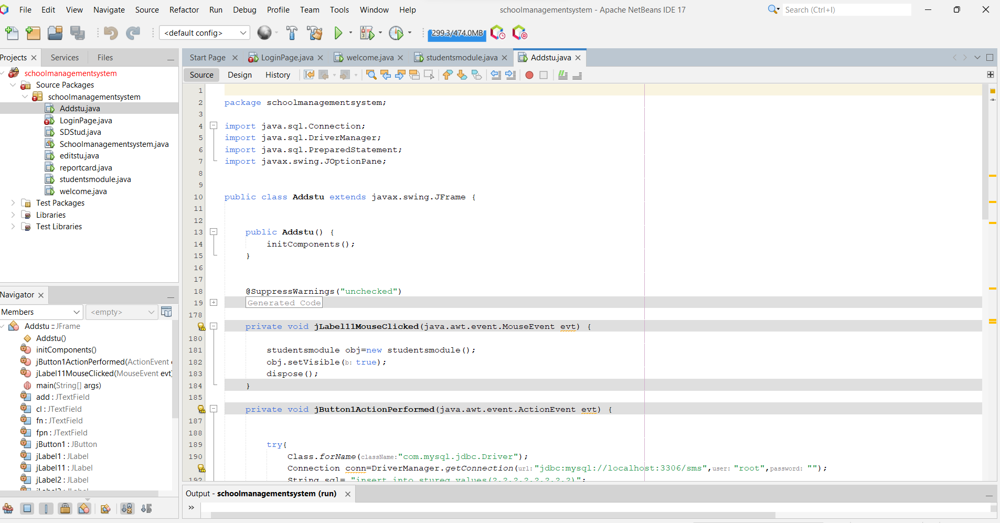 File Edit View Navigate Source Refactor Run Debug Profile Team Tools Window Help
schoolmanagementsystem - Apache NetBeans IDE 17
Search (Ctrl+I)
<default config>
299.3/474.0MB
Projects Services Files
schoolmanagementsystem
Source Packages
schoolmanagementsystem
Addstu.java
LoginPage.java
SDStud.java
Schoolmanagementsystem.java
editstu.java
reportcard.java
studentsmodule.java
welcome.java
Test Packages
Libraries
Test Libraries
Navigator
Members <empty>
Addstu :: JFrame
Addstu()
initComponents()
jButton1ActionPerformed(ActionEvent
jLabel11MouseClicked(MouseEvent evt)
main(String[] args)
add : JTextField
cl : JTextField
fn : JTextField
fpn : JTextField
jButton1 : JButton
jLabel1 : JLabel
jLabel11 : JLabel
jLabel2 : JLabel
Start Page LoginPage.java welcome.java studentsmodule.java Addstu.java
Source Design History
1
2 package schoolmanagementsystem;
3
4 import java.sql.Connection;
5 import java.sql.DriverManager;
6 import java.sql.PreparedStatement;
7 import javax.swing.JOptionPane;
8
9
10 public class Addstu extends javax.swing.JFrame {
11
12
13 public Addstu() {
14 initComponents();
15 }
16
17
18 @SuppressWarnings("unchecked")
19 Generated Code
178
private void jLabel11MouseClicked(java.awt.event.MouseEvent evt) {
180
181 studentsmodule obj=new studentsmodule();
182 obj.setVisible(b: true);
183 dispose();
184 }
185
private void jButton1ActionPerformed(java.awt.event.ActionEvent evt) {
187
188
189 try{
190 Class.forName(className:"com.mysql.jdbc.Driver");
Connection conn=DriverManager.getConnection(url:"jdbc:mysql://localhost:3306/sms",user: "root",password: "");
192 String sql= "insert into stureg values(?,?,?,?,?,?,?,?)";
Output - schoolmanagementsystem (run)
»